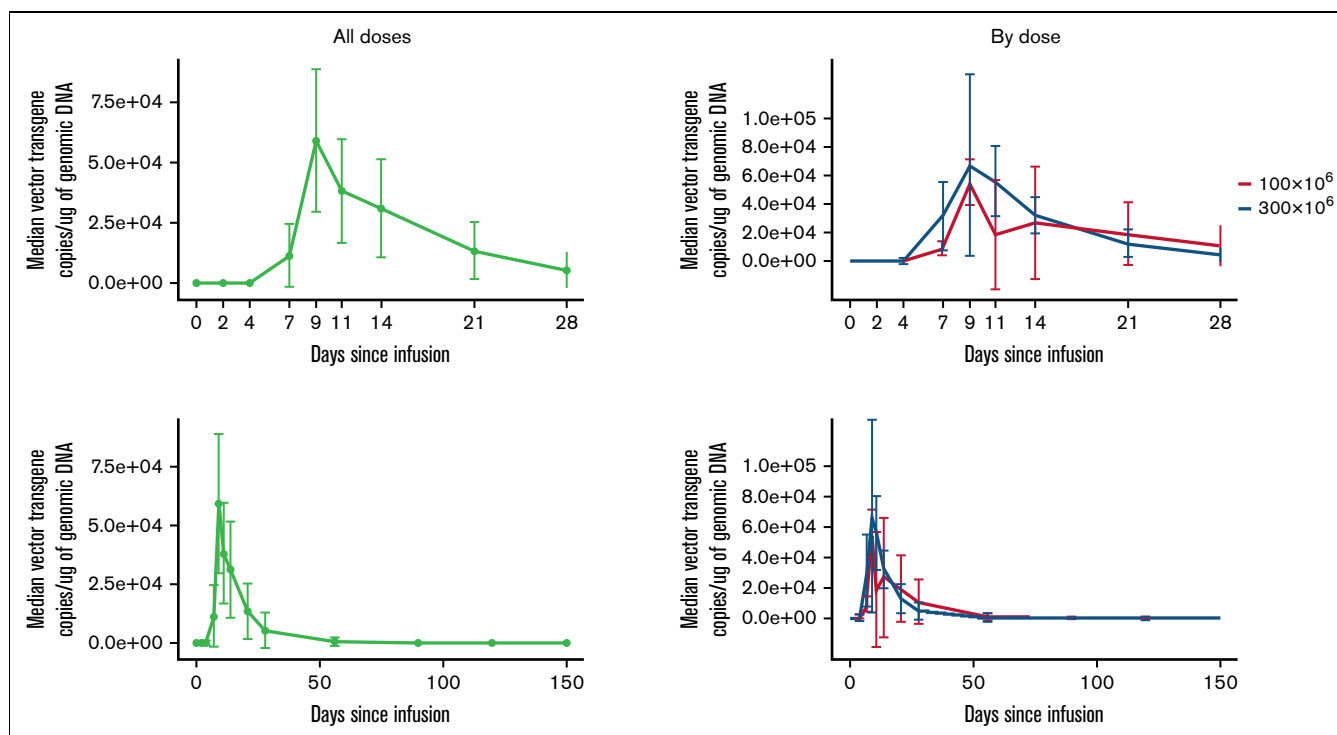 All doses
Median vector transgene
copies/ug of genomic DNA
7.5e+04
5.0e+04
2.5e+04
0.0e+00
0 2 4 7 9 11 14 21 28
Days since infusion
By dose
Median vector transgene
copies/ug of genomic DNA
1.0e+05
8.0e+04
6.0e+04
4.0e+04
2.0e+04
0.0e+00
0 2 4 7 9 11 14 21 28
Days since infusion
100×10⁶
300×10⁶
Median vector transgene
copies/ug of genomic DNA
7.5e+04
5.0e+04
2.5e+04
0.0e+00
0 50 100 150
Days since infusion
Median vector transgene
copies/ug of genomic DNA
1.0e+05
8.0e+04
6.0e+04
4.0e+04
2.0e+04
0.0e+00
0 50 100 150
Days since infusion